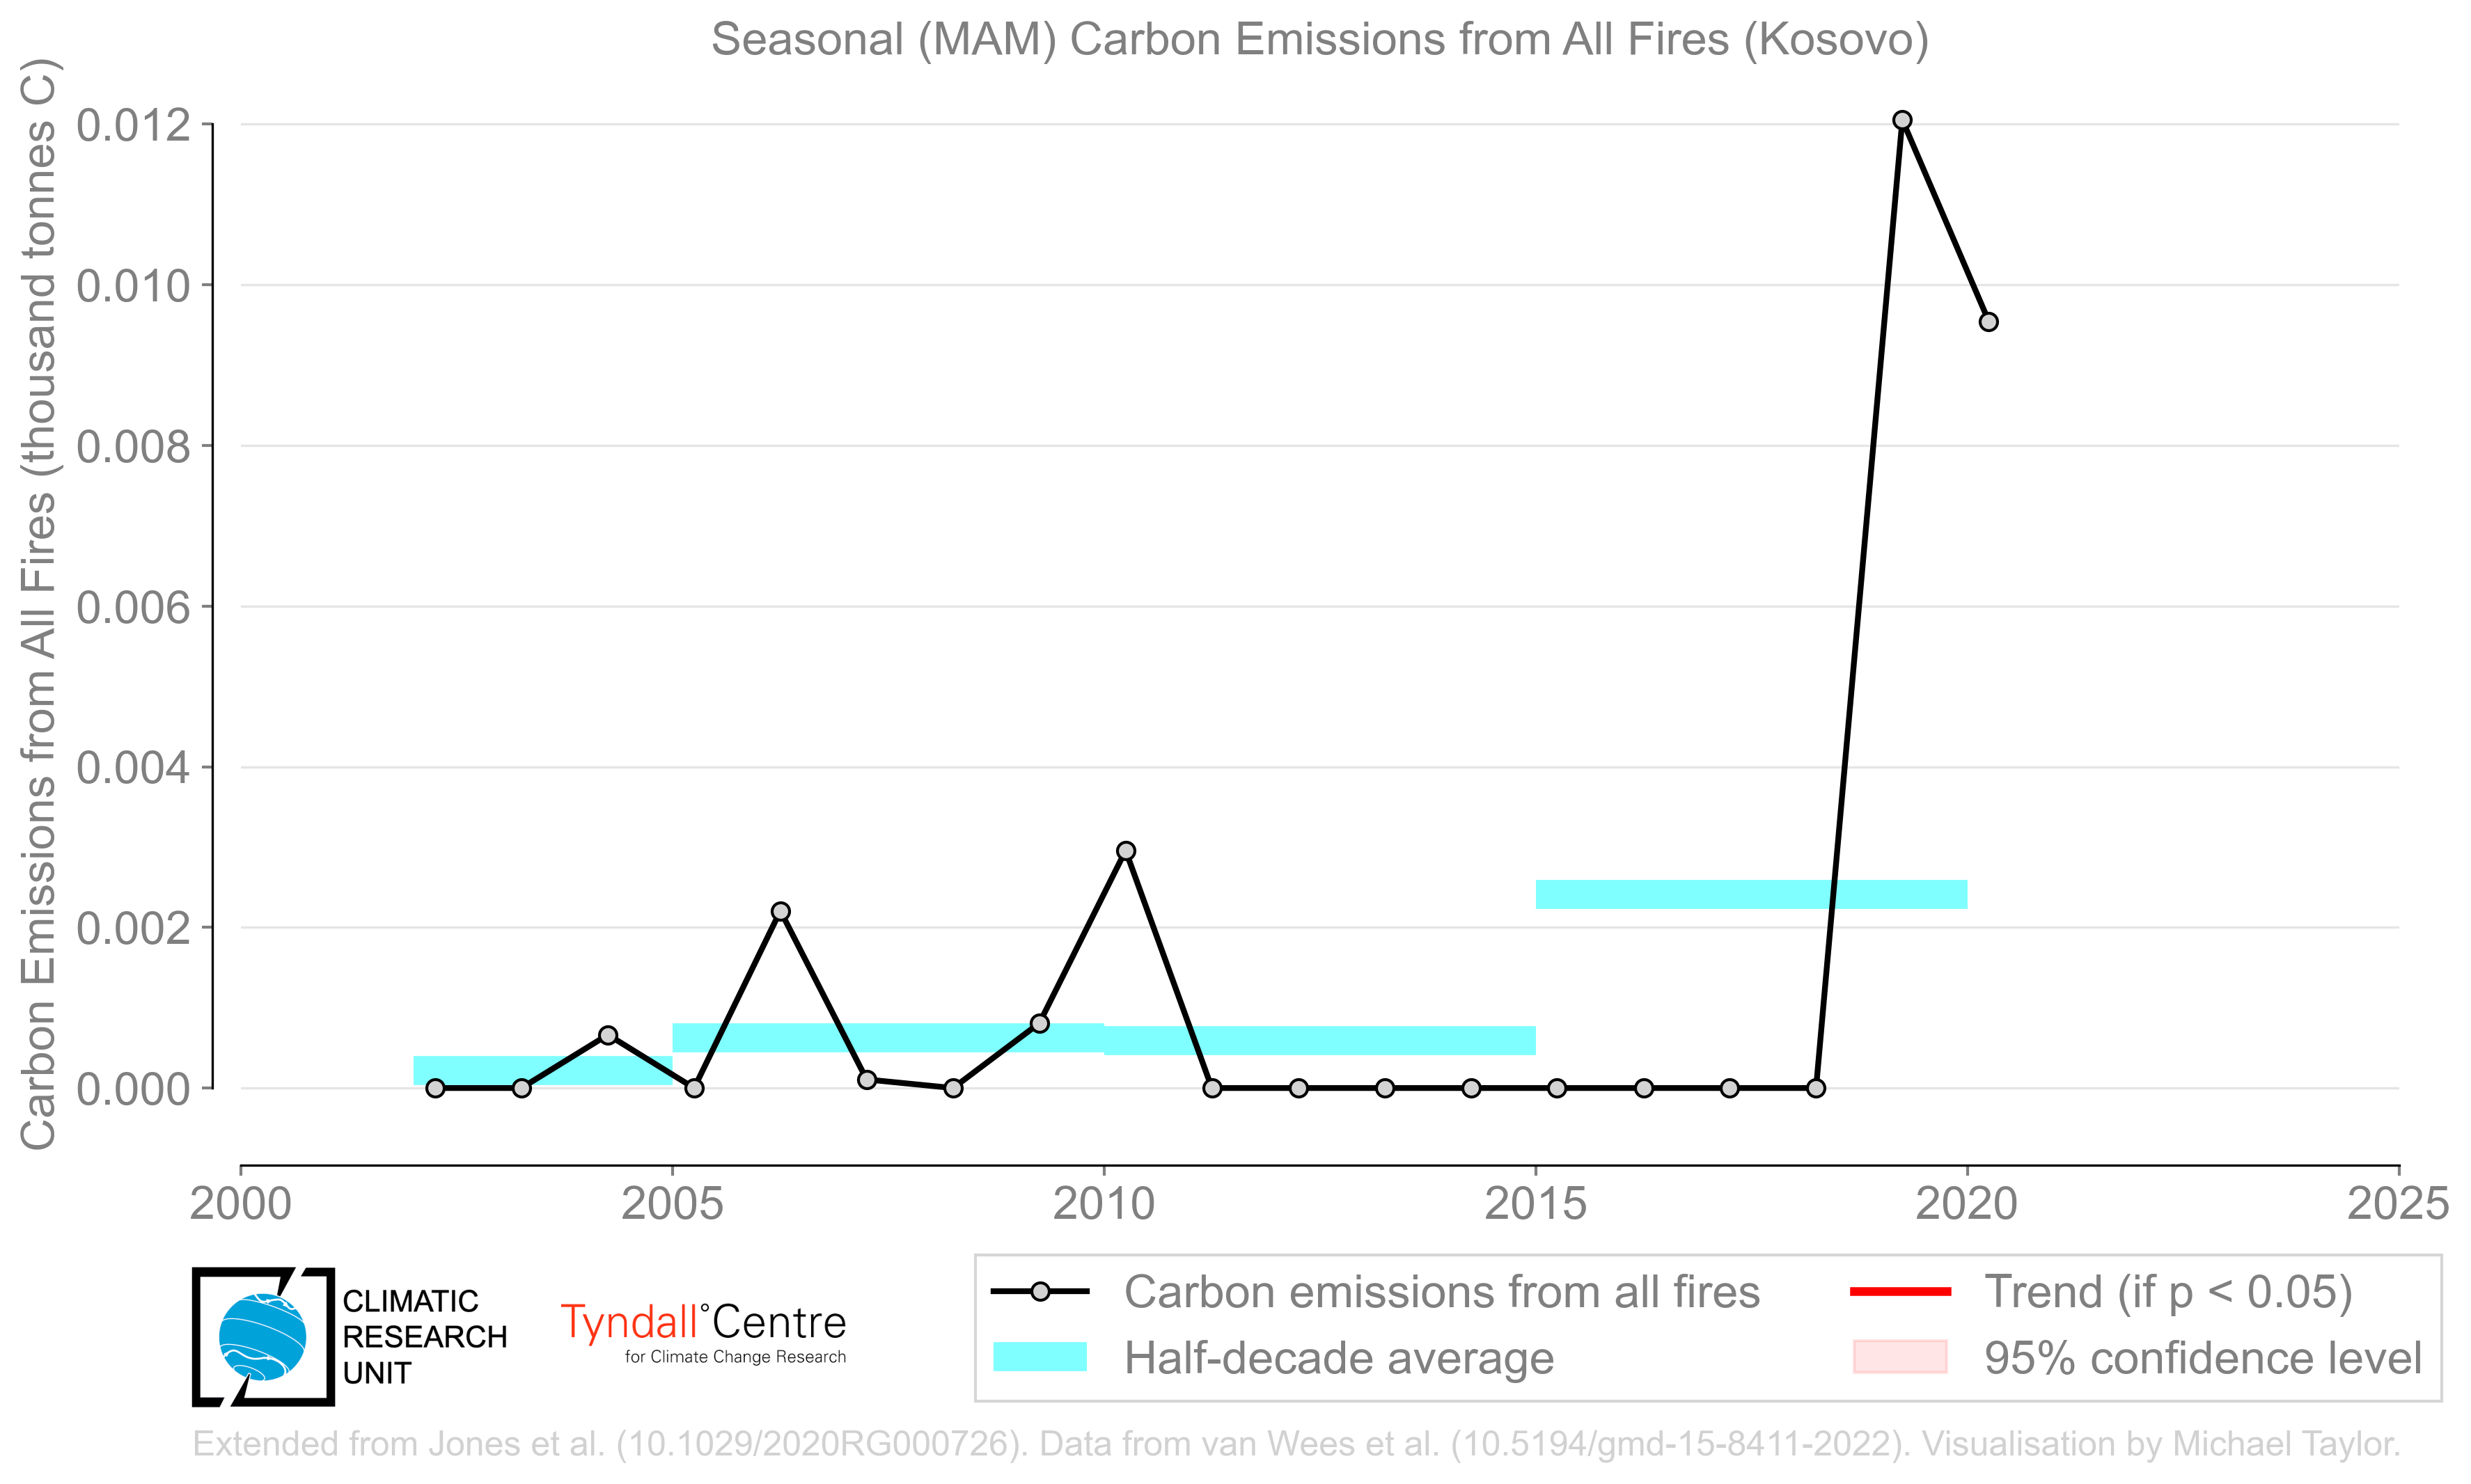 Seasonal (MAM) Carbon Emissions from All Fires (Kosovo)
Carbon Emissions from All Fires (thousand tonnes C)
0.012
0.010
0.008
0.006
0.004
0.002
0.000
2000
2005
2010
2015
2020
2025
CLIMATIC
RESEARCH
UNIT
Tyndall°Centre
for Climate Change Research
Carbon emissions from all fires
Half-decade average
Trend (if p < 0.05)
95% confidence level
Extended from Jones et al. (10.1029/2020RG000726). Data from van Wees et al. (10.5194/gmd-15-8411-2022). Visualisation by Michael Taylor.